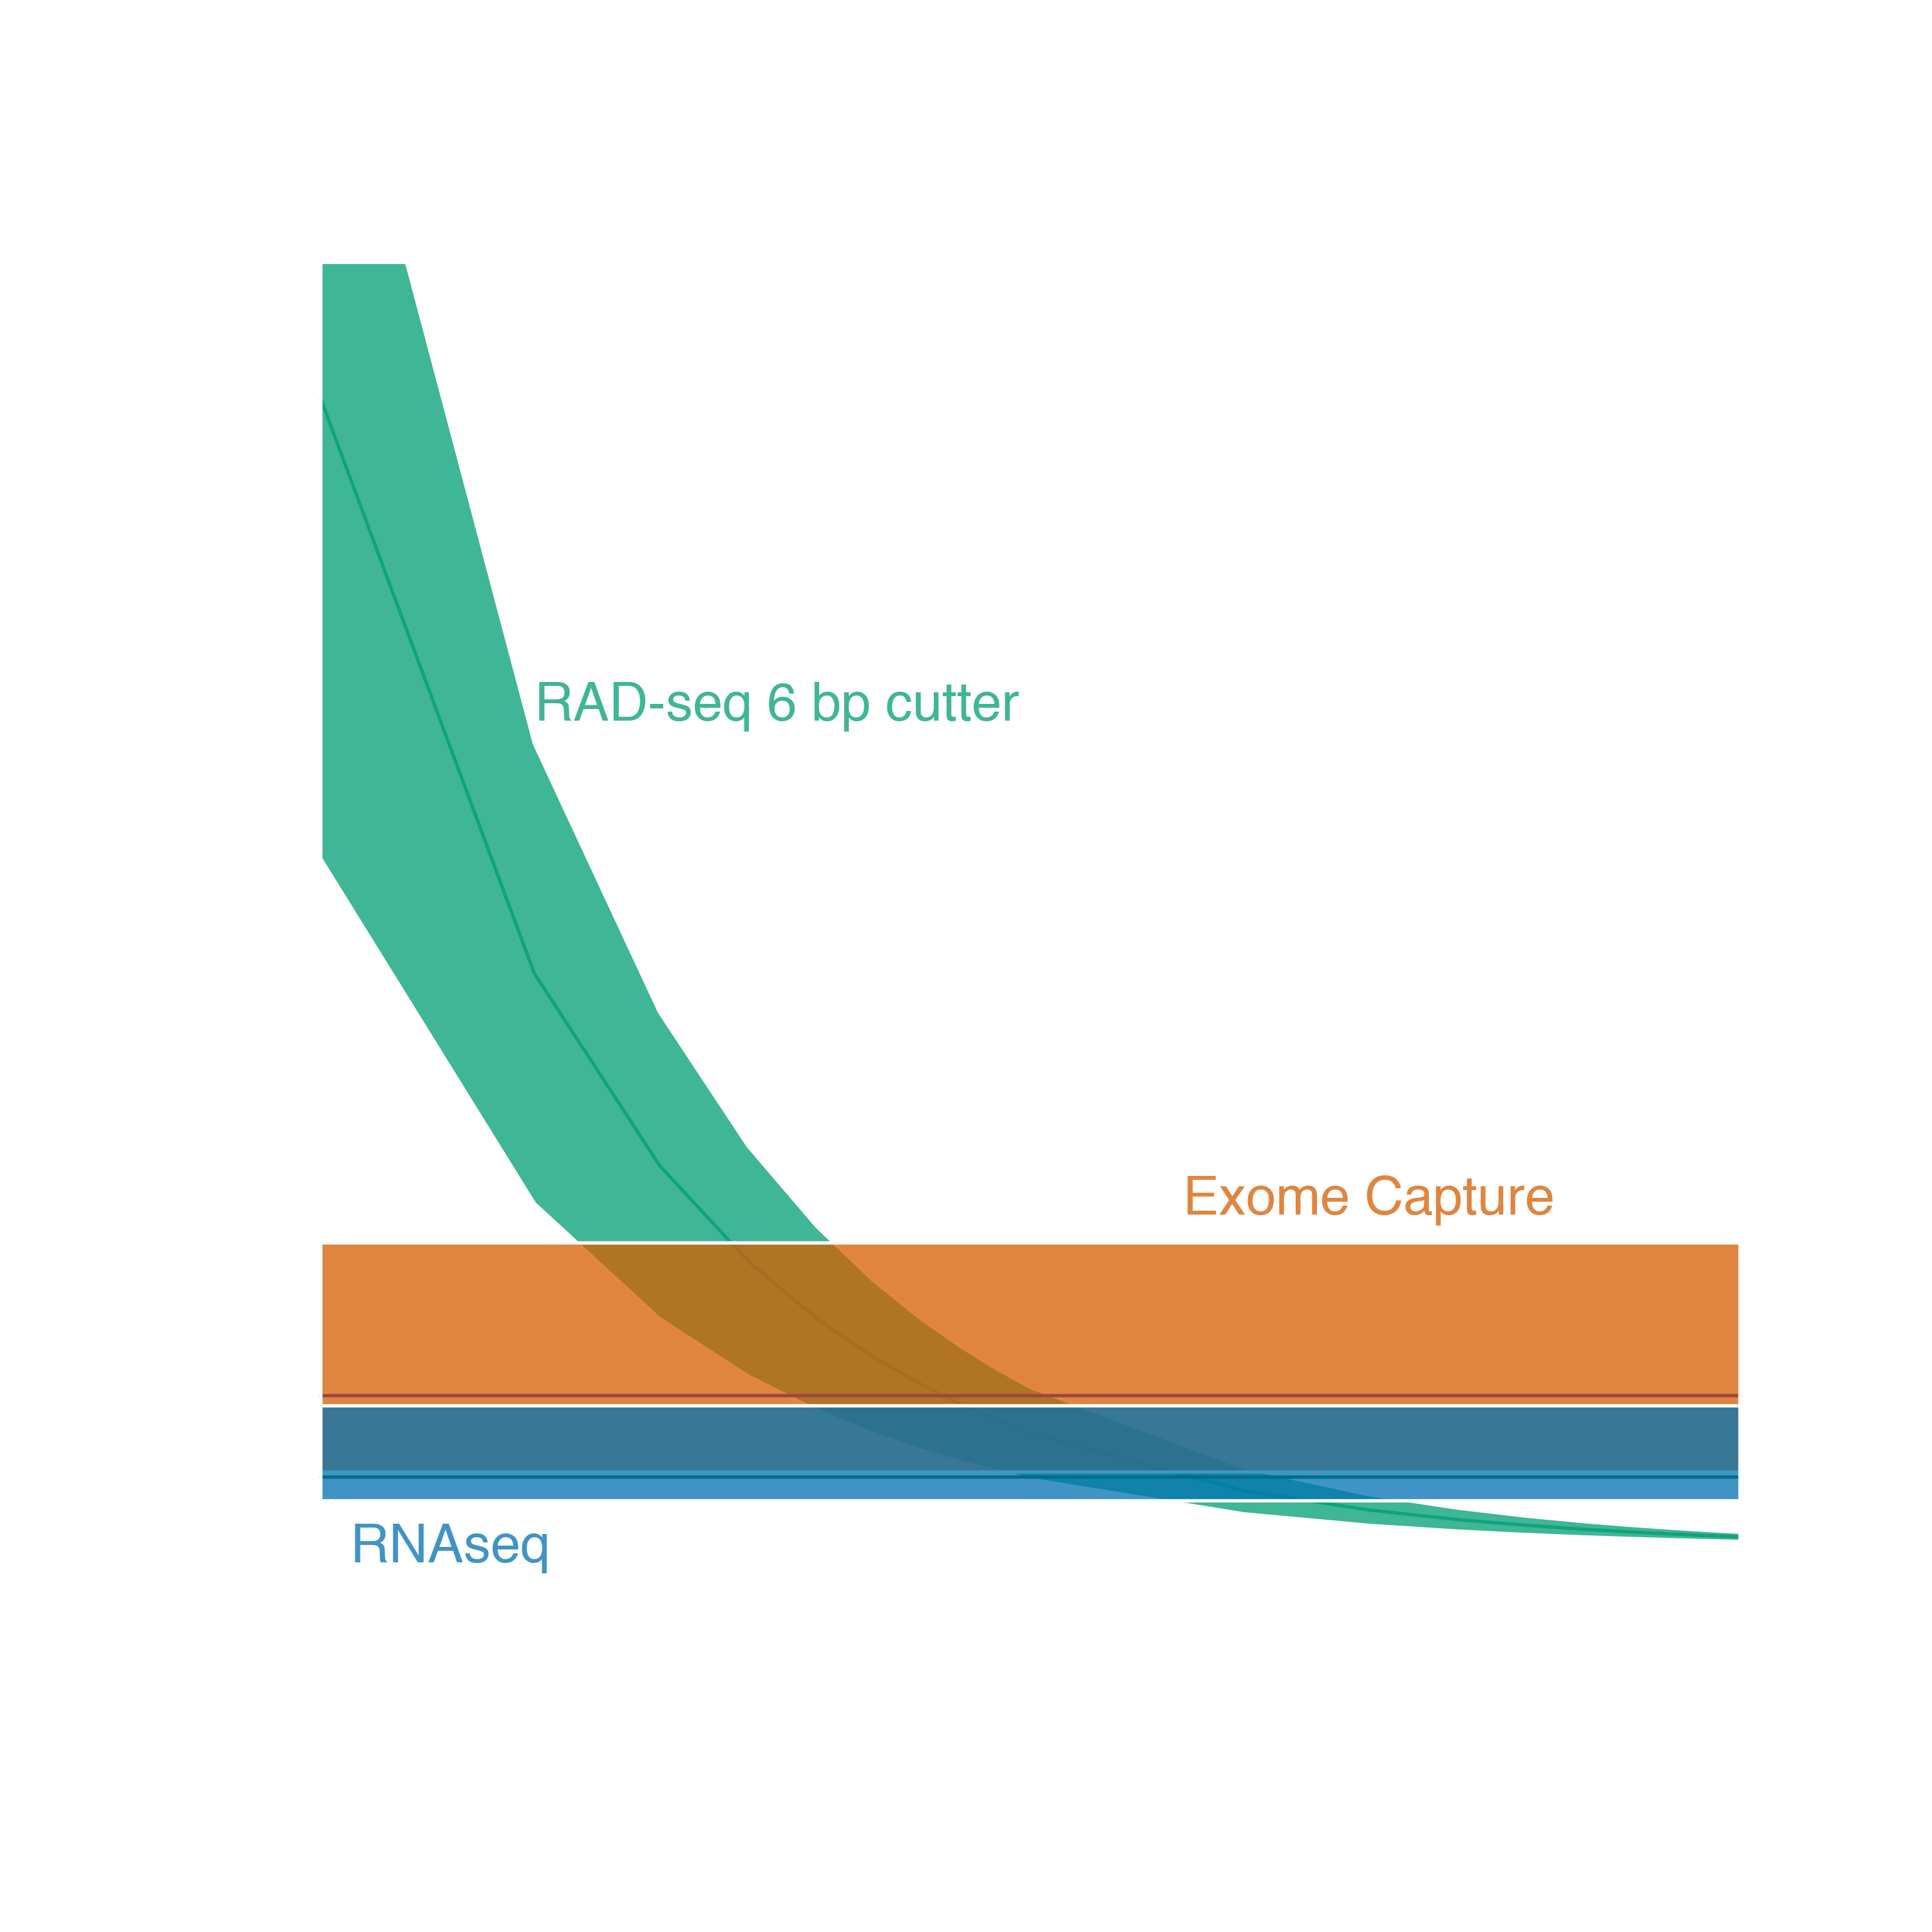 RAD-seq 6 bp cutter
Exome Capture
RNAseq